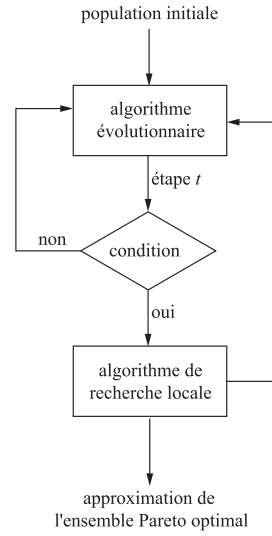 population initiale
algorithme
évolutionnaire
étape t
condition
non
oui
algorithme de
recherche locale
approximation de
l'ensemble Pareto optimal